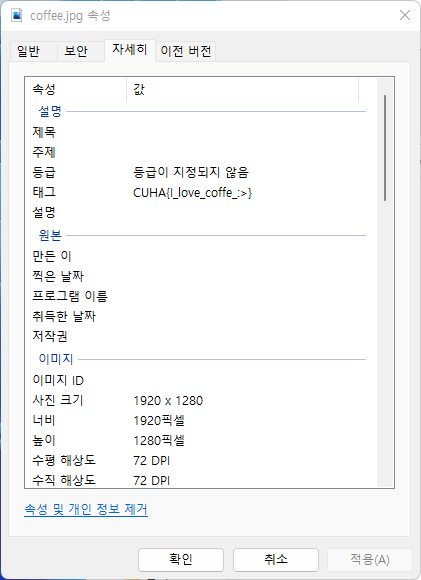 coffee.jpg 속성
일반 보안 자세히 이전 버전
속성 값
설명
제목
주제
등급 등급이 지정되지 않음
태그 CUHA{I_love_coffe_:>}
설명
원본
만든 이
찍은 날짜
프로그램 이름
취득한 날짜
저작권
이미지
이미지 ID
사진 크기 1920 x 1280
너비 1920픽셀
높이 1280픽셀
수평 해상도 72 DPI
수직 해상도 72 DPI
속성 및 개인 정보 제거
확인 취소 적용(A)